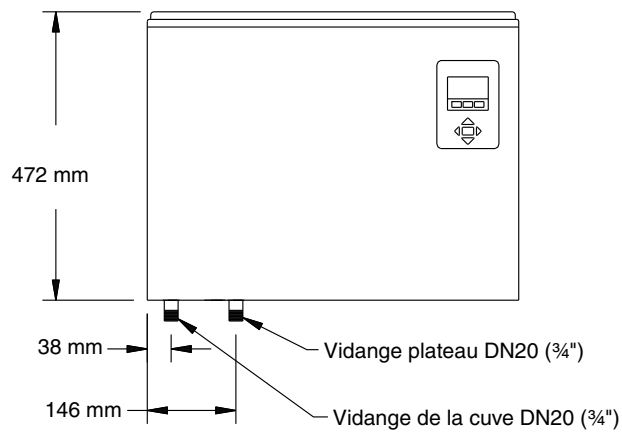 472 mm
38 mm
Vidange plateau DN20 (¾")
146 mm
Vidange de la cuve DN20 (¾")